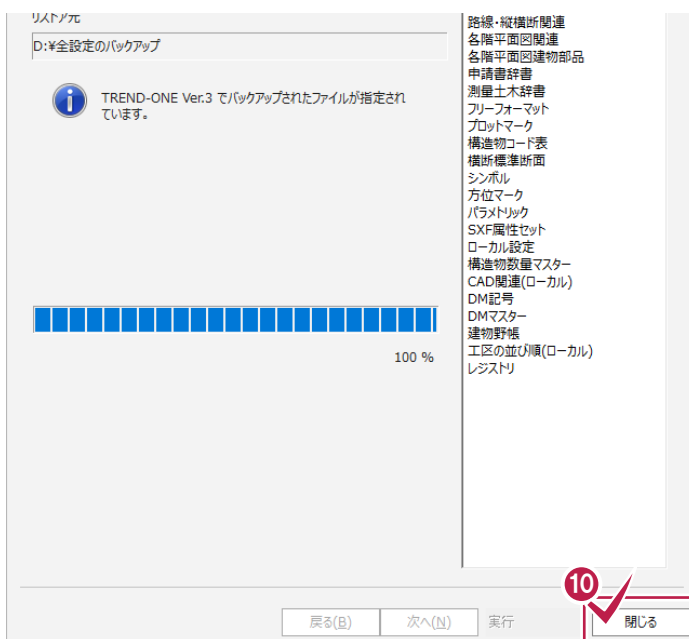 リストア元
D:¥全設定のバックアップ
TREND-ONE Ver.3 でバックアップされたファイルが指定され
ています。
100 %
路線・縦横断関連
各階平面図関連
各階平面図建物部品
申請書辞書
測量土木辞書
フリーフォーマット
プロットマーク
構造物コード表
横断標準断面
シンボル
方位マーク
パラメトリック
SXF属性セット
ローカル設定
構造物数量マスター
CAD関連(ローカル)
DM記号
DMマスター
建物野帳
工区の並び順(ローカル)
レジストリ
10
戻る(B) 次へ(N) 実行 閉じる